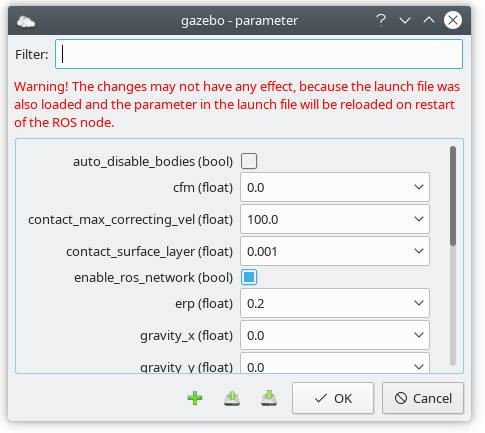 gazebo - parameter
Filter:
Warning! The changes may not have any effect, because the launch file was
also loaded and the parameter in the launch file will be reloaded on restart
of the ROS node.
auto_disable_bodies (bool)
cfm (float) 0.0
contact_max_correcting_vel (float) 100.0
contact_surface_layer (float) 0.001
enable_ros_network (bool)
erp (float) 0.2
gravity_x (float) 0.0
gravity_y (float) 0.0
OK Cancel